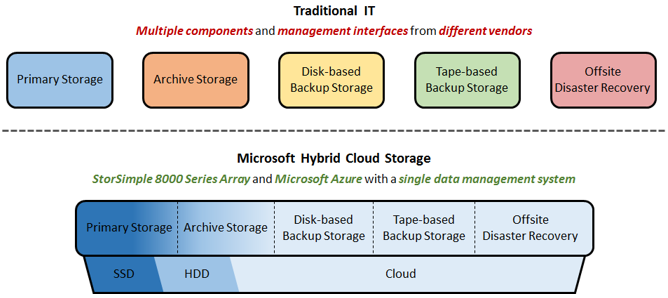 Traditional IT
Multiple components and management interfaces from different vendors
Primary Storage
Archive Storage
Disk-based
Backup Storage
Tape-based
Backup Storage
Offsite
Disaster Recovery
Microsoft Hybrid Cloud Storage
StorSimple 8000 Series Array and Microsoft Azure with a single data management system
Primary Storage
Archive Storage
Disk-based
Backup Storage
Tape-based
Backup Storage
Offsite
Disaster Recovery
SSD
HDD
Cloud